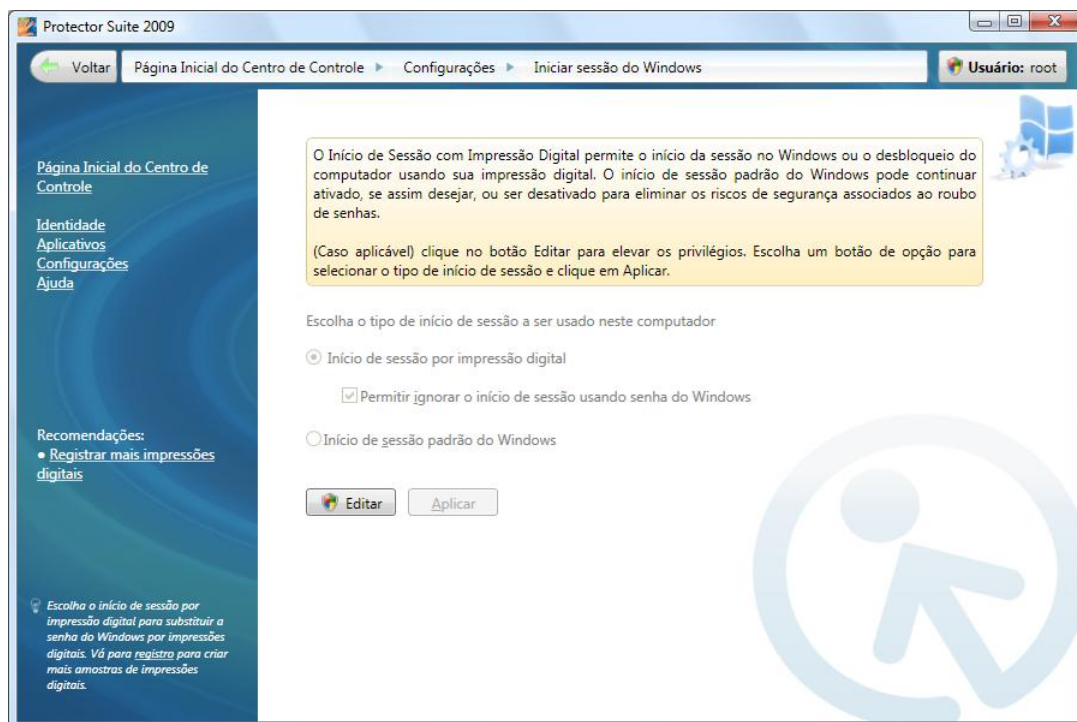 Protector Suite 2009
Voltar
Página Inicial do Centro de Controle
Configurações
Iniciar sessão do Windows
Usuário: root
Página Inicial do Centro de
Controle
Identidade
Aplicativos
Configurações
Ajuda
Recomendações:
• Registrar mais impressões
digitais
Escolha o início de sessão por
impressão digital para substituir a
senha do Windows por impressões
digitais. Vá para registro para criar
mais amostras de impressões
digitais.
O Início de Sessão com Impressão Digital permite o início da sessão no Windows ou o desbloqueio do
computador usando sua impressão digital. O início de sessão padrão do Windows pode continuar
ativado, se assim desejar, ou ser desativado para eliminar os riscos de segurança associados ao roubo
de senhas.
(Caso aplicável) clique no botão Editar para elevar os privilégios. Escolha um botão de opção para
selecionar o tipo de início de sessão e clique em Aplicar.
Escolha o tipo de início de sessão a ser usado neste computador
Início de sessão por impressão digital
Permitir ignorar o início de sessão usando senha do Windows
Início de sessão padrão do Windows
Editar
Aplicar